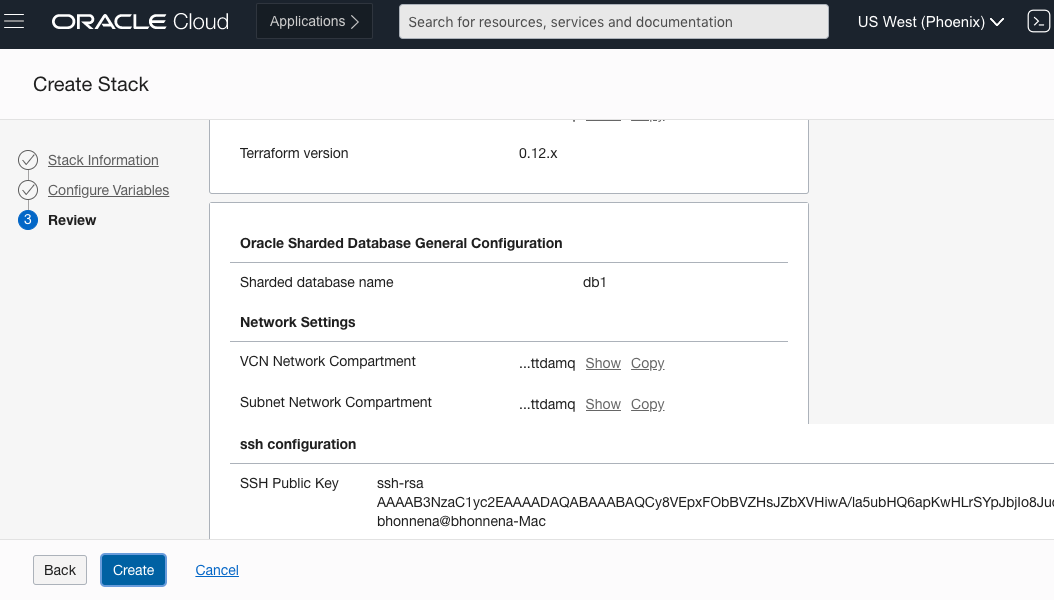 ORACLE Cloud
Applications
Search for resources, services and documentation
US West (Phoenix)
Create Stack
Stack Information
Configure Variables
3 Review
Terraform version 0.12.x
Oracle Sharded Database General Configuration
Sharded database name db1
Network Settings
VCN Network Compartment ...ttdamq Show Copy
Subnet Network Compartment ...ttdamq Show Copy
ssh configuration
SSH Public Key ssh-rsa
bhonnena@bhonnena-Mac
Back
Create
Cancel